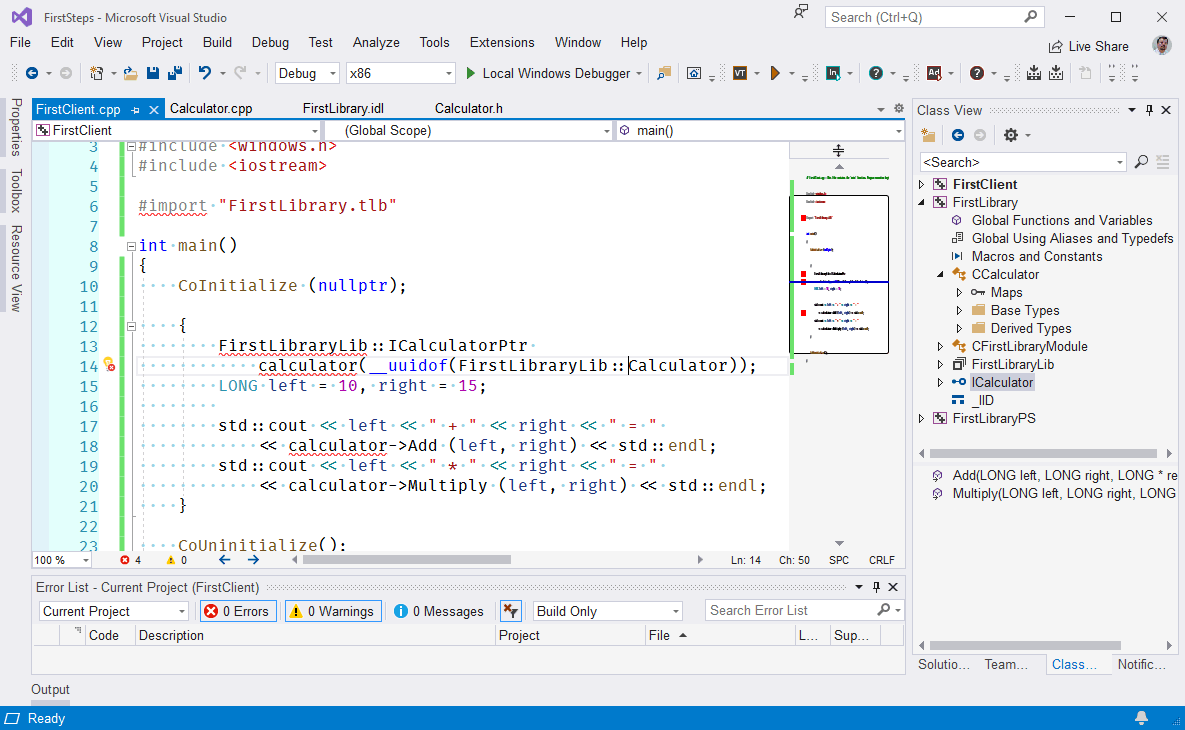 FirstSteps - Microsoft Visual Studio
Search (Ctrl+Q)
File Edit View Project Build Debug Test Analyze Tools Extensions Window Help
Live Share
Debug x86 Local Windows Debugger
Properties
Toolbox
Resource View
FirstClient.cpp Calculator.cpp FirstLibrary.idl Calculator.h
FirstClient (Global Scope) main()
3 #include <windows.h>
4 #include <iostream>
5
6 #import "FirstLibrary.tlb"
7
8 int main()
9 {
10 CoInitialize (nullptr);
11
12 {
13 FirstLibraryLib::ICalculatorPtr
14 calculator(__uuidof(FirstLibraryLib::Calculator));
15 LONG left = 10, right = 15;
16
17 std::cout << left << " + " << right << " = "
18 << calculator->Add (left, right) << std::endl;
19 std::cout << left << " * " << right << " = "
20 << calculator->Multiply (left, right) << std::endl;
21 }
22
23 CoUninitialize();
100 % 4 0 Ln: 14 Ch: 50 SPC CRLF
Error List - Current Project (FirstClient)
Current Project 0 Errors 0 Warnings 0 Messages Build Only Search Error List
Code Description Project File L... Sup...
Output
Class View
<Search>
FirstClient
FirstLibrary
Global Functions and Variables
Global Using Aliases and Typedefs
Macros and Constants
CCalculator
Maps
Base Types
Derived Types
CFirstLibraryModule
FirstLibraryLib
ICalculator
_IID
FirstLibraryPS
Add(LONG left, LONG right, LONG * re
Multiply(LONG left, LONG right, LONG
Solutio... Team... Class... Notific...
Ready